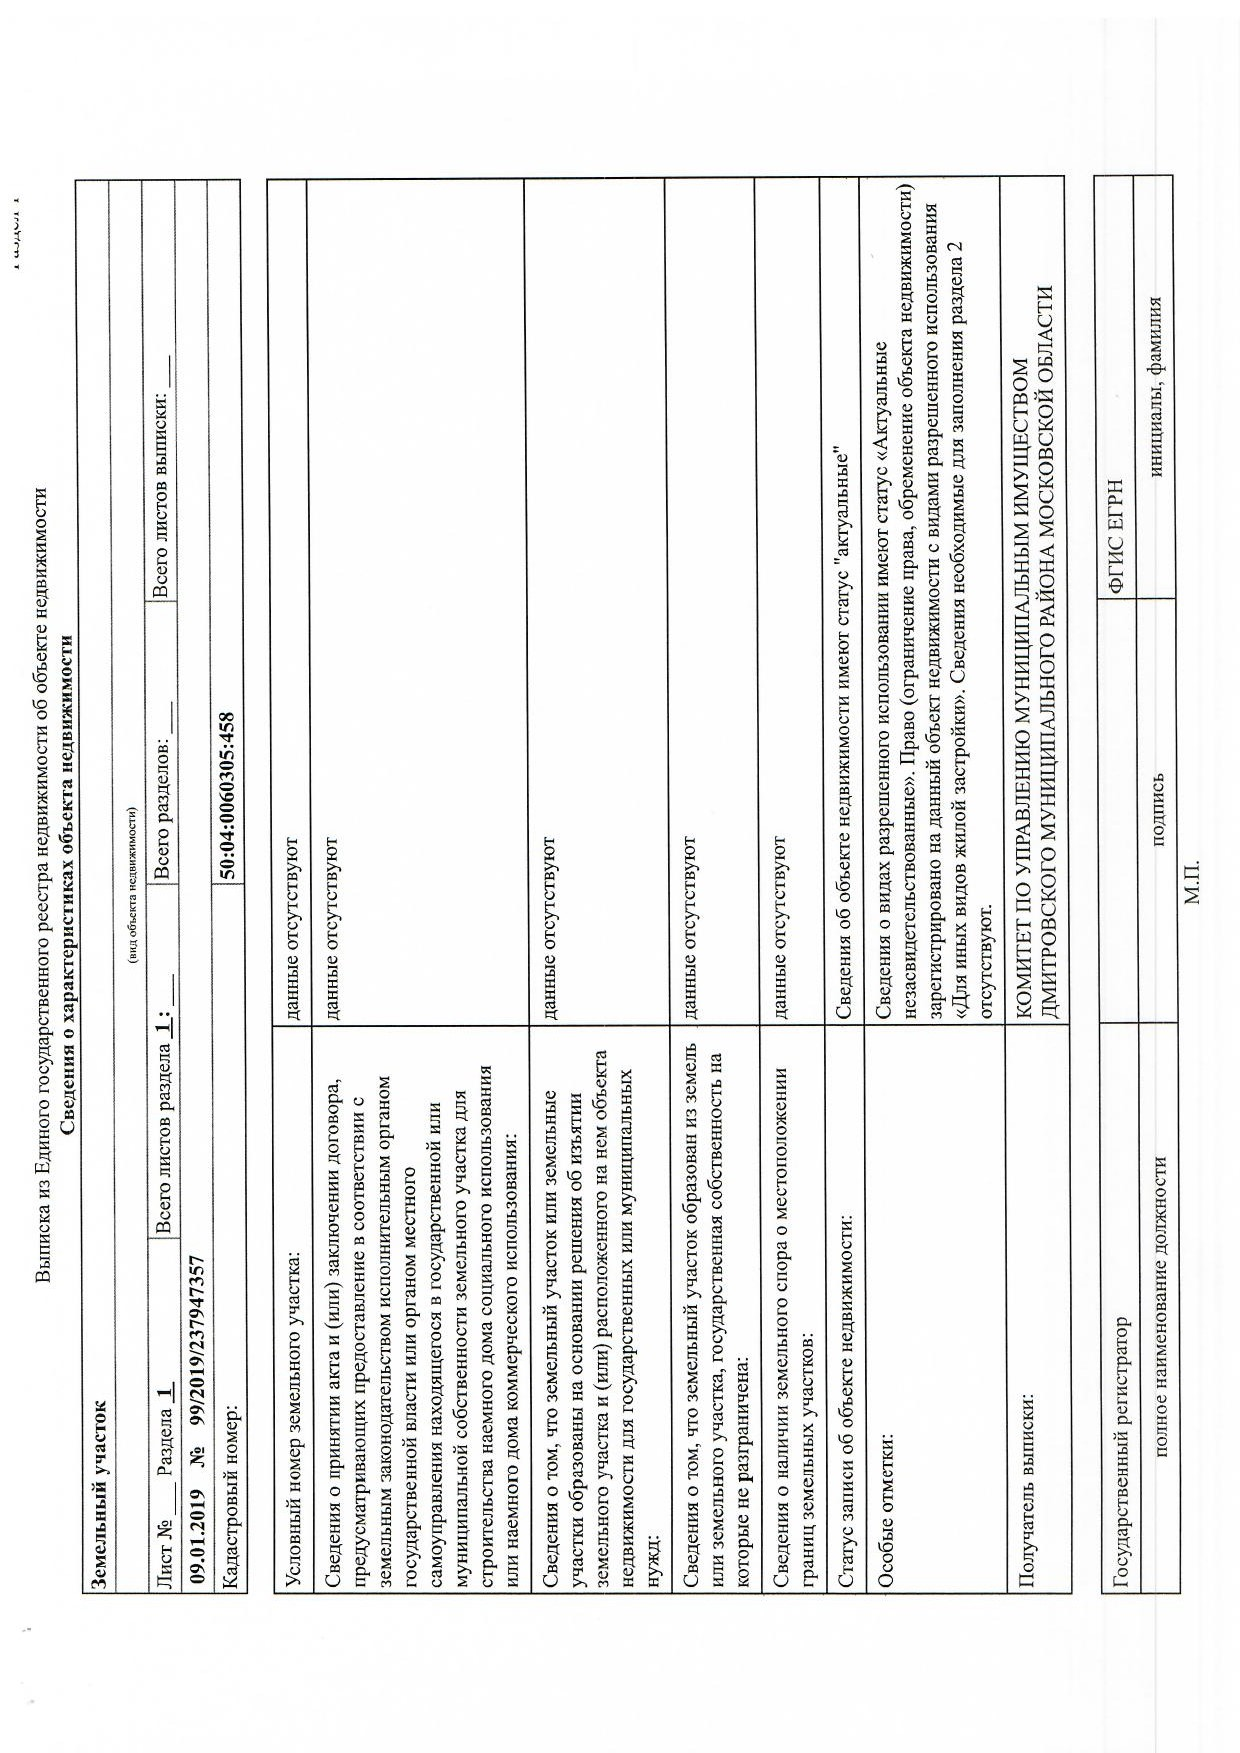 Раздел 1
Выписка из Единого государственного реестра недвижимости об объекте недвижимости
Сведения о характеристиках объекта недвижимости
Земельный участок
(вид объекта недвижимости)
Лист № ___ Раздела 1 Всего листов раздела 1: ___ Всего разделов: ___ Всего листов выписки: ___
09.01.2019 № 99/2019/237947357
Кадастровый номер: 50:04:0060305:458
Условный номер земельного участка: данные отсутствуют
Сведения о принятии акта и (или) заключении договора, данные отсутствуют
предусматривающих предоставление в соответствии с
земельным законодательством исполнительным органом
государственной власти или органом местного
самоуправления находящегося в государственной или
муниципальной собственности земельного участка для
строительства наемного дома социального использования
или наемного дома коммерческого использования:
Сведения о том, что земельный участок или земельные данные отсутствуют
участки образованы на основании решения об изъятии
земельного участка и (или) расположенного на нем объекта
недвижимости для государственных или муниципальных
нужд:
Сведения о том, что земельный участок образован из земель данные отсутствуют
или земельного участка, государственная собственность на
которые не разграничена:
Сведения о наличии земельного спора о местоположении данные отсутствуют
границ земельных участков:
Статус записи об объекте недвижимости: Сведения об объекте недвижимости имеют статус "актуальные"
Особые отметки: Сведения о видах разрешенного использовании имеют статус «Актуальные
незасвидетельствованные». Право (ограничение права, обременение объекта недвижимости)
зарегистрировано на данный объект недвижимости с видами разрешенного использования
«Для иных видов жилой застройки». Сведения необходимые для заполнения раздела 2
отсутствуют.
Получатель выписки: КОМИТЕТ ПО УПРАВЛЕНИЮ МУНИЦИПАЛЬНЫМ ИМУЩЕСТВОМ
ДМИТРОВСКОГО МУНИЦИПАЛЬНОГО РАЙОНА МОСКОВСКОЙ ОБЛАСТИ
Государственный регистратор ФГИС ЕГРН
полное наименование должности подпись инициалы, фамилия
М.П.